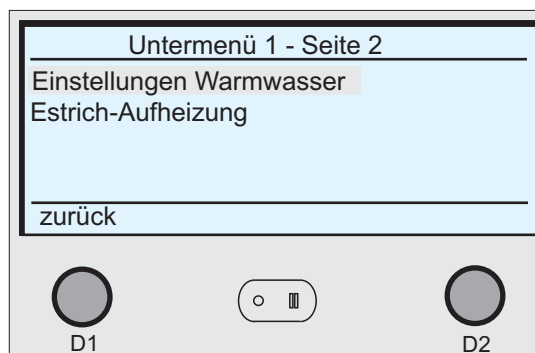 Untermenü 1 - Seite 2
Einstellungen Warmwasser
Estrich-Aufheizung
zurück
D1 D2